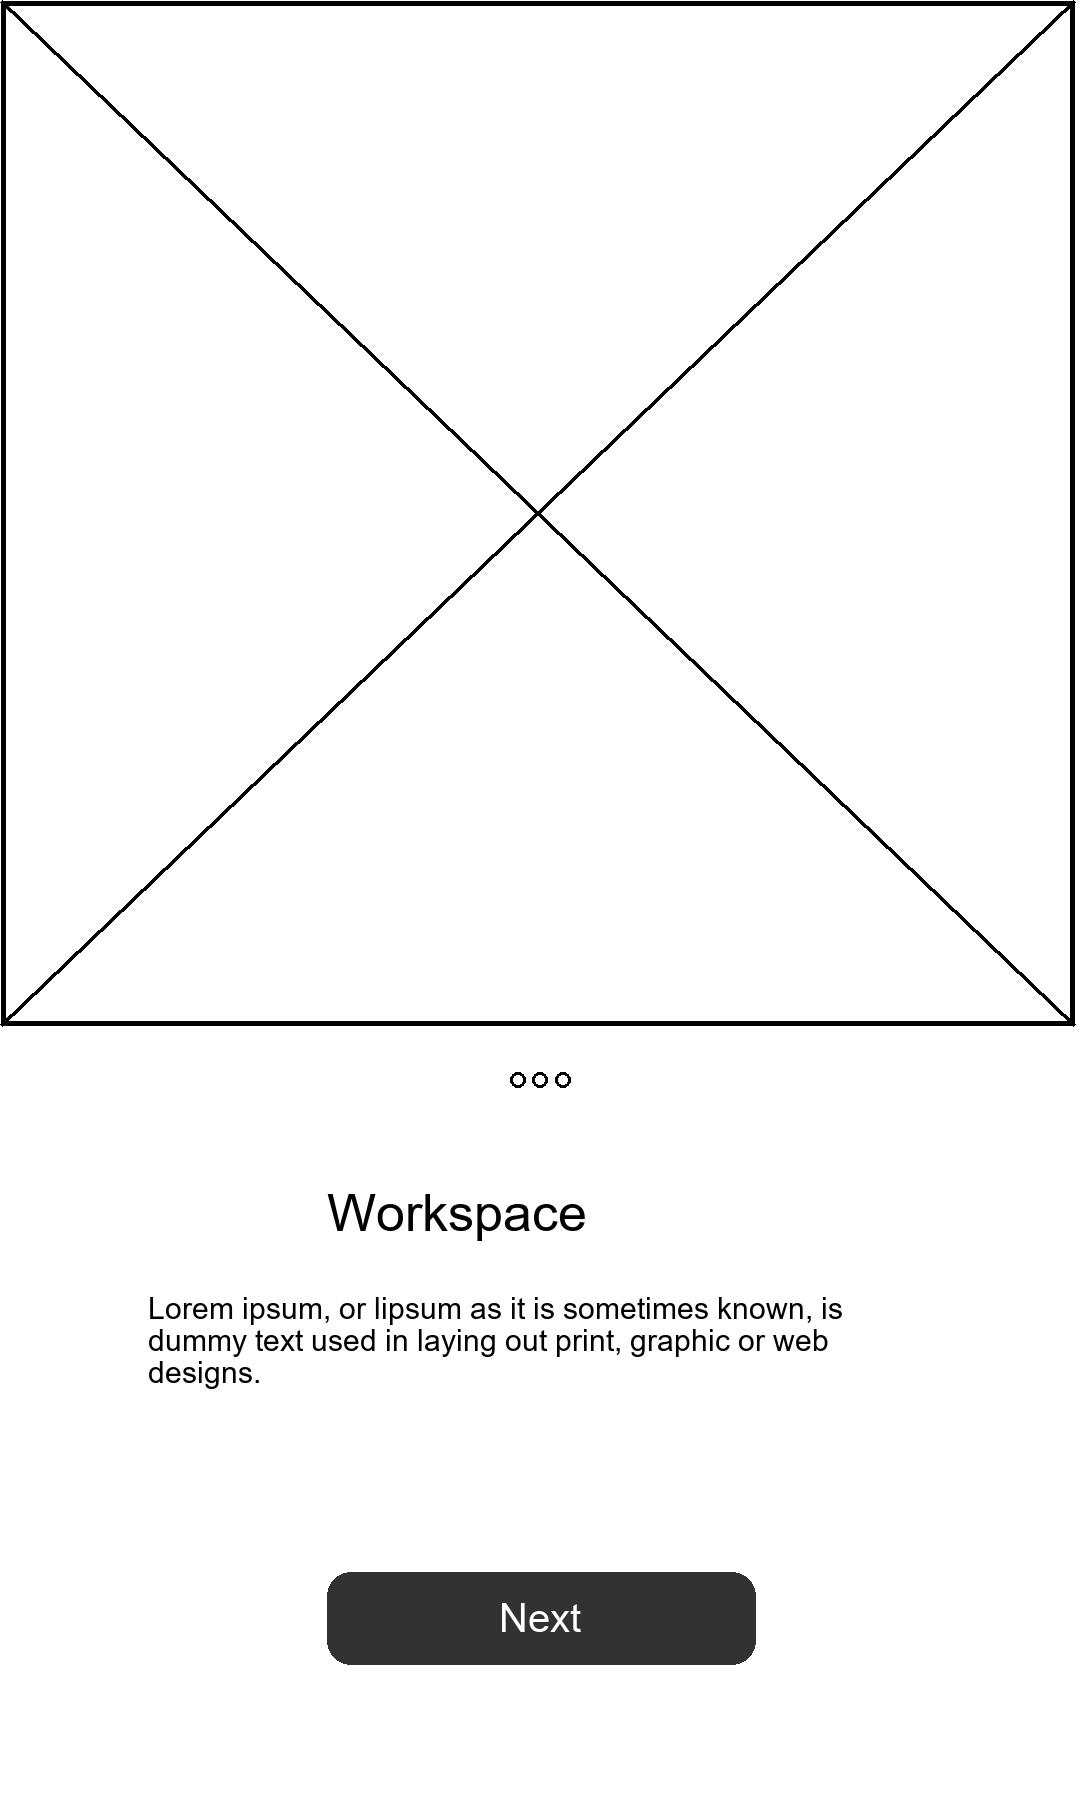 Workspace
Lorem ipsum, or lipsum as it is sometimes known, is
dummy text used in laying out print, graphic or web
designs.
Next